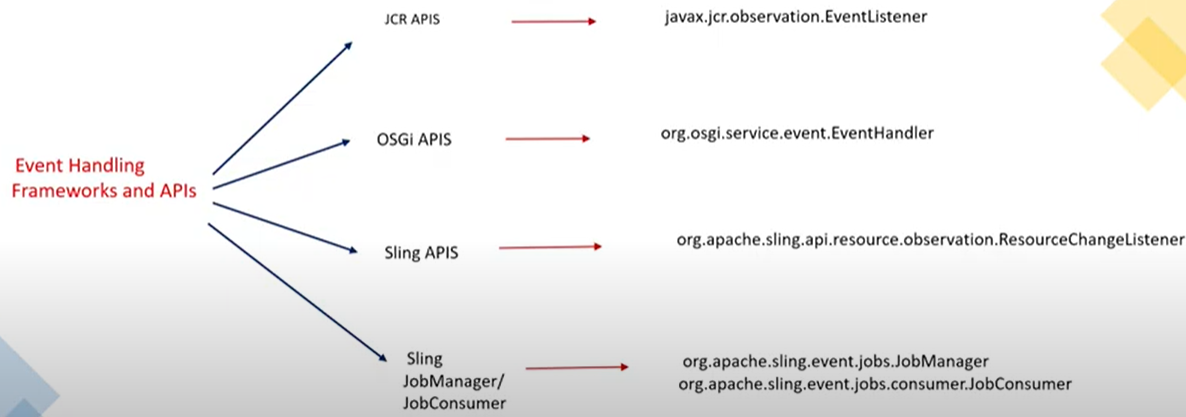 JCR APIS
javax.jcr.observation.EventListener
OSGi APIS
org.osgi.service.event.EventHandler
Event Handling
Frameworks and APIs
Sling APIS
org.apache.sling.api.resource.observation.ResourceChangeListener
Sling
JobManager/
JobConsumer
org.apache.sling.event.jobs.JobManager
org.apache.sling.event.jobs.consumer.JobConsumer